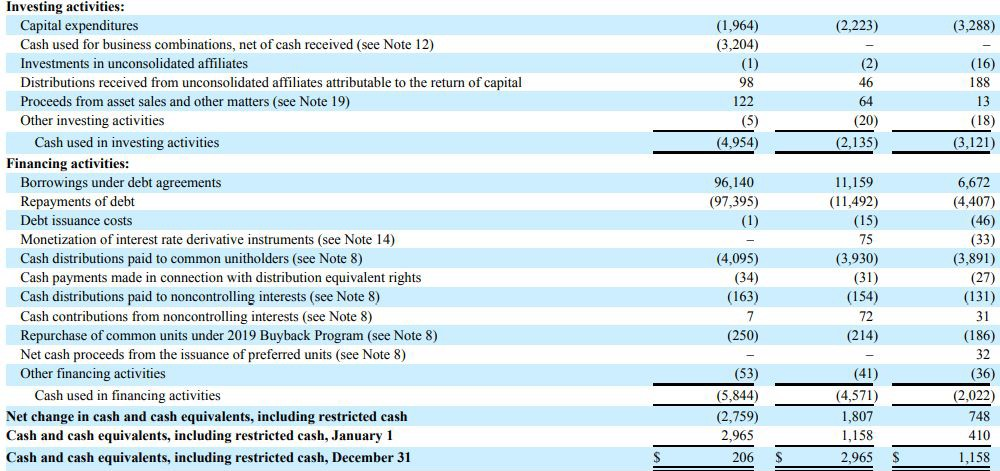 Investing activities:
Capital expenditures (1,964) (2,223) (3,288)
Cash used for business combinations, net of cash received (see Note 12) (3,204) – –
Investments in unconsolidated affiliates (1) (2) (16)
Distributions received from unconsolidated affiliates attributable to the return of capital 98 46 188
Proceeds from asset sales and other matters (see Note 19) 122 64 13
Other investing activities (5) (20) (18)
Cash used in investing activities (4,954) (2,135) (3,121)
Financing activities:
Borrowings under debt agreements 96,140 11,159 6,672
Repayments of debt (97,395) (11,492) (4,407)
Debt issuance costs (1) (15) (46)
Monetization of interest rate derivative instruments (see Note 14) – 75 (33)
Cash distributions paid to common unitholders (see Note 8) (4,095) (3,930) (3,891)
Cash payments made in connection with distribution equivalent rights (34) (31) (27)
Cash distributions paid to noncontrolling interests (see Note 8) (163) (154) (131)
Cash contributions from noncontrolling interests (see Note 8) 7 72 31
Repurchase of common units under 2019 Buyback Program (see Note 8) (250) (214) (186)
Net cash proceeds from the issuance of preferred units (see Note 8) – – 32
Other financing activities (53) (41) (36)
Cash used in financing activities (5,844) (4,571) (2,022)
Net change in cash and cash equivalents, including restricted cash (2,759) 1,807 748
Cash and cash equivalents, including restricted cash, January 1 2,965 1,158 410
Cash and cash equivalents, including restricted cash, December 31 $ 206 $ 2,965 $ 1,158